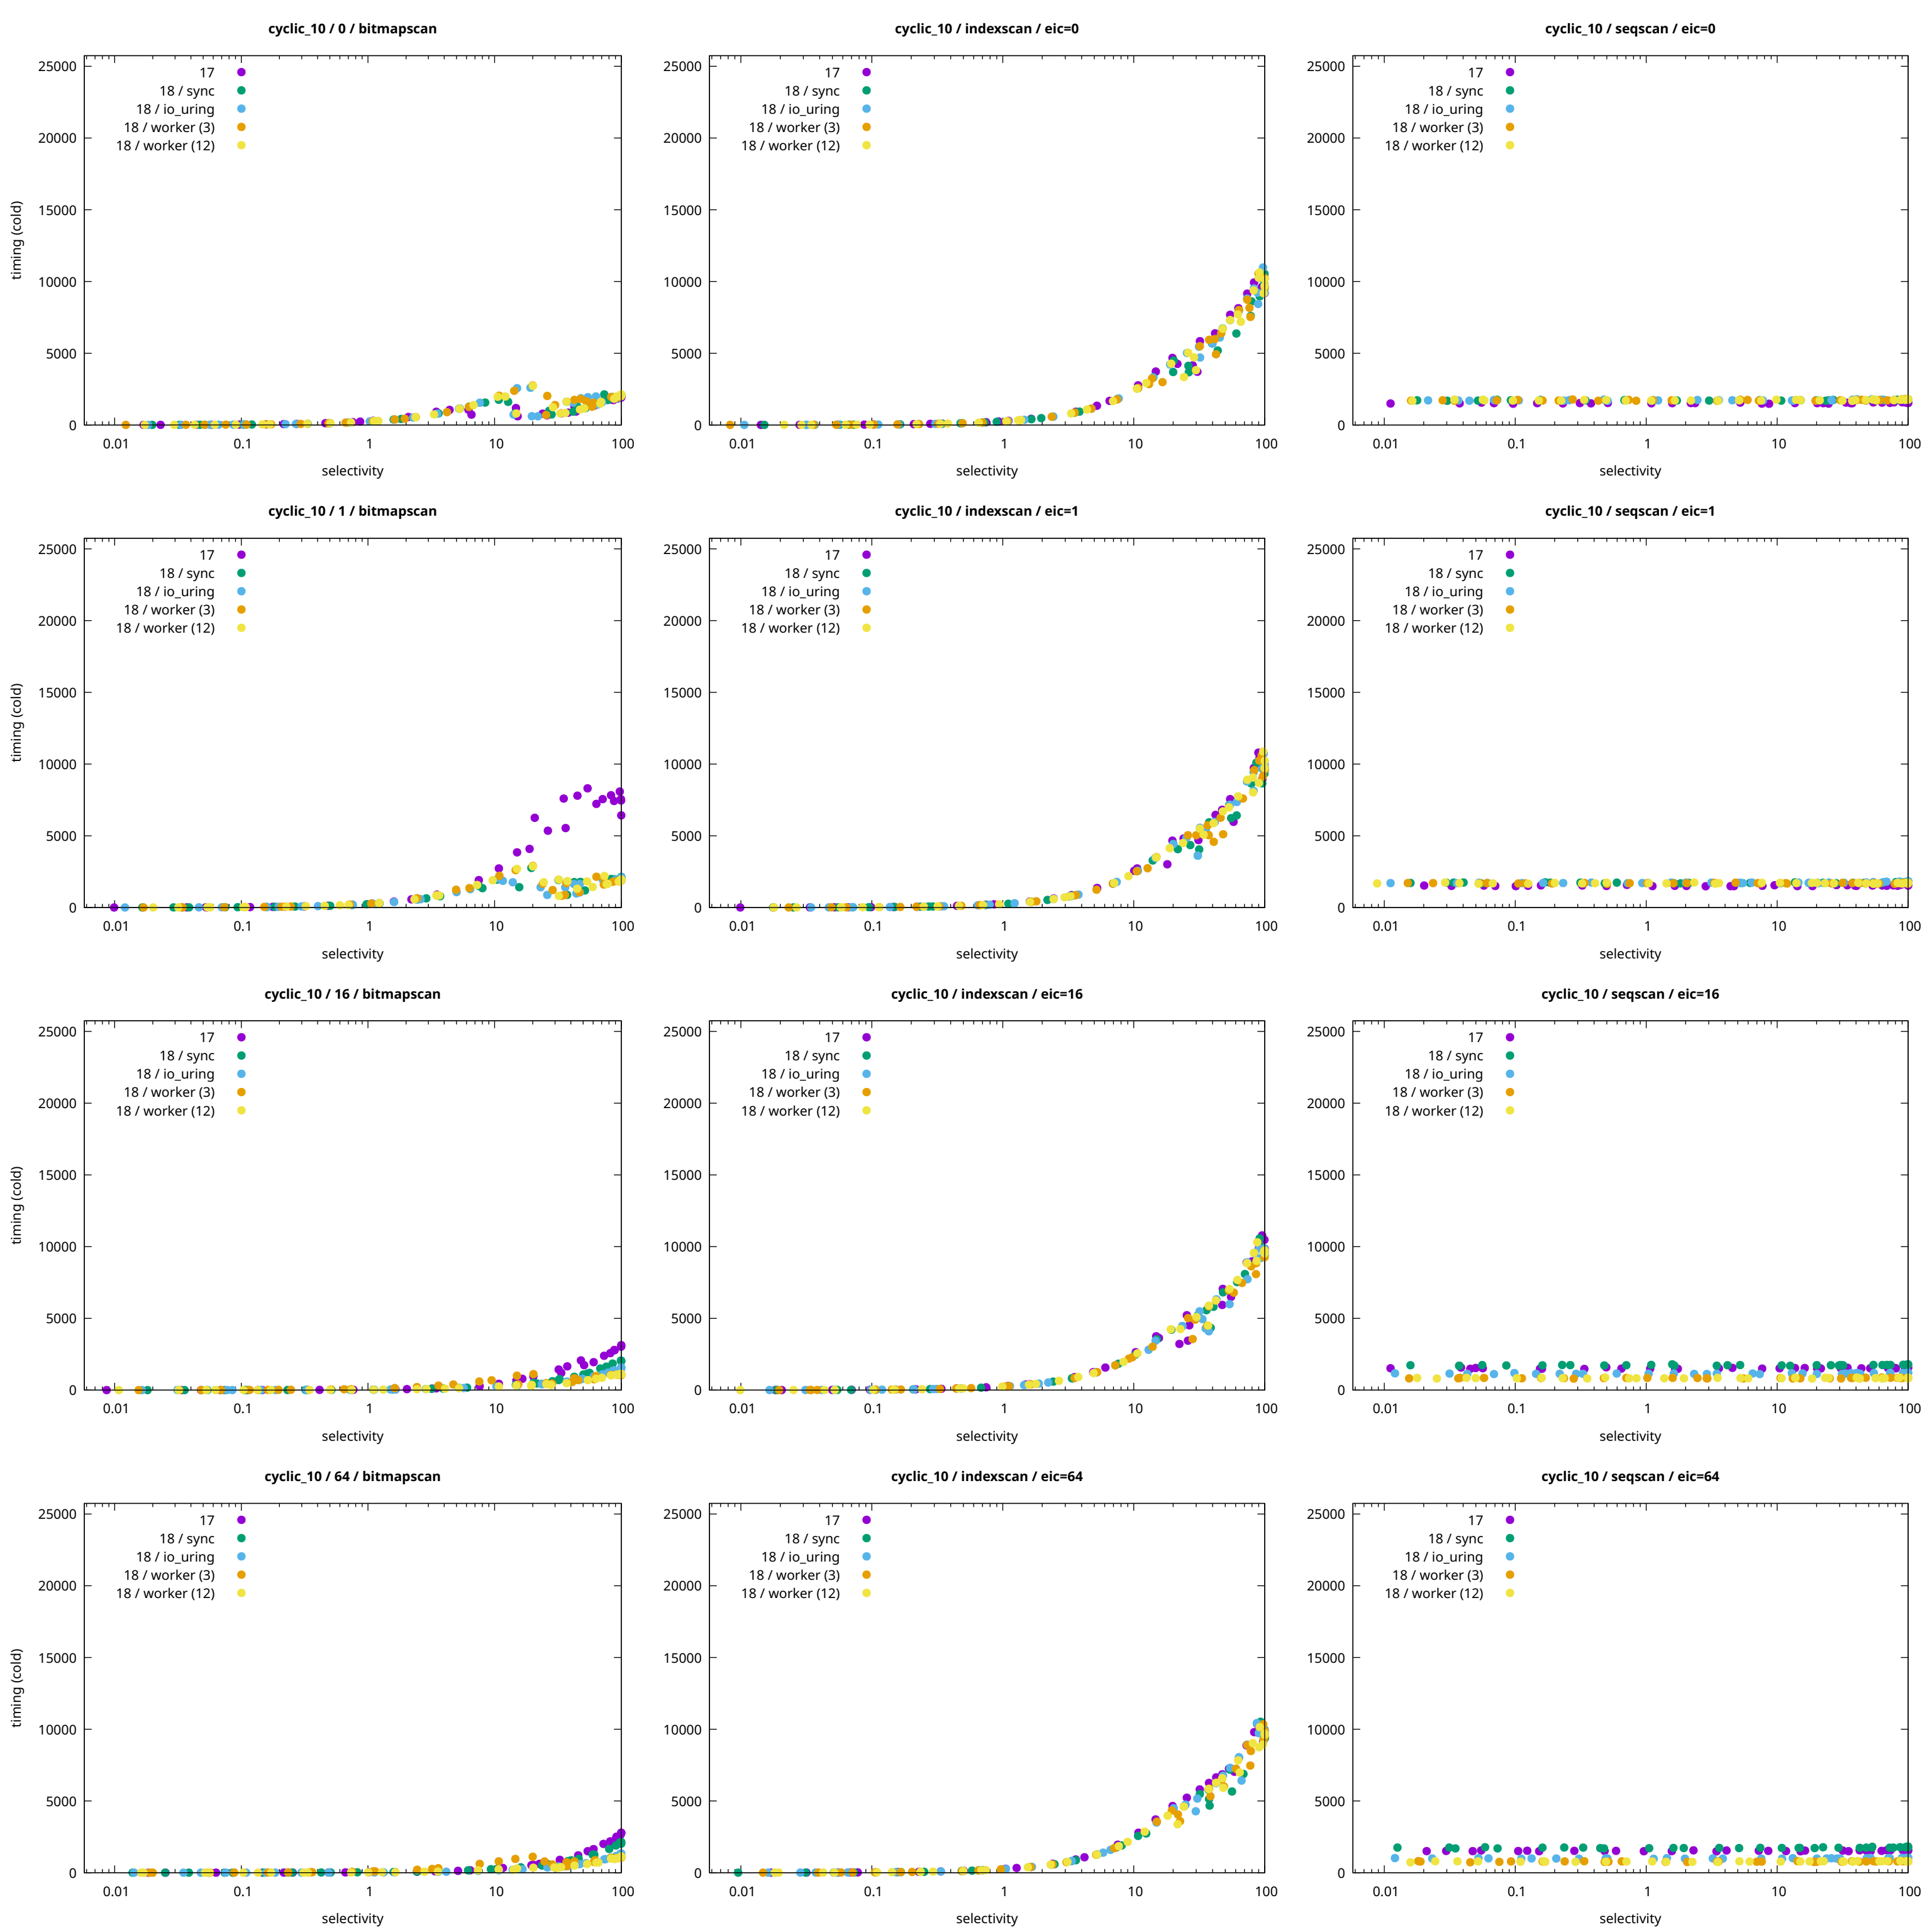 cyclic_10 / 0 / bitmapscan
25000
20000
15000
10000
5000
0
timing (cold)
17
18 / sync
18 / io_uring
18 / worker (3)
18 / worker (12)
0.01 0.1 1 10 100
selectivity
cyclic_10 / indexscan / eic=0
25000
20000
15000
10000
5000
0
17
18 / sync
18 / io_uring
18 / worker (3)
18 / worker (12)
0.01 0.1 1 10 100
selectivity
cyclic_10 / seqscan / eic=0
25000
20000
15000
10000
5000
0
17
18 / sync
18 / io_uring
18 / worker (3)
18 / worker (12)
0.01 0.1 1 10 100
selectivity
cyclic_10 / 1 / bitmapscan
25000
20000
15000
10000
5000
0
timing (cold)
17
18 / sync
18 / io_uring
18 / worker (3)
18 / worker (12)
0.01 0.1 1 10 100
selectivity
cyclic_10 / indexscan / eic=1
25000
20000
15000
10000
5000
0
17
18 / sync
18 / io_uring
18 / worker (3)
18 / worker (12)
0.01 0.1 1 10 100
selectivity
cyclic_10 / seqscan / eic=1
25000
20000
15000
10000
5000
0
17
18 / sync
18 / io_uring
18 / worker (3)
18 / worker (12)
0.01 0.1 1 10 100
selectivity
cyclic_10 / 16 / bitmapscan
25000
20000
15000
10000
5000
0
timing (cold)
17
18 / sync
18 / io_uring
18 / worker (3)
18 / worker (12)
0.01 0.1 1 10 100
selectivity
cyclic_10 / indexscan / eic=16
25000
20000
15000
10000
5000
0
17
18 / sync
18 / io_uring
18 / worker (3)
18 / worker (12)
0.01 0.1 1 10 100
selectivity
cyclic_10 / seqscan / eic=16
25000
20000
15000
10000
5000
0
17
18 / sync
18 / io_uring
18 / worker (3)
18 / worker (12)
0.01 0.1 1 10 100
selectivity
cyclic_10 / 64 / bitmapscan
25000
20000
15000
10000
5000
0
timing (cold)
17
18 / sync
18 / io_uring
18 / worker (3)
18 / worker (12)
0.01 0.1 1 10 100
selectivity
cyclic_10 / indexscan / eic=64
25000
20000
15000
10000
5000
0
17
18 / sync
18 / io_uring
18 / worker (3)
18 / worker (12)
0.01 0.1 1 10 100
selectivity
cyclic_10 / seqscan / eic=64
25000
20000
15000
10000
5000
0
17
18 / sync
18 / io_uring
18 / worker (3)
18 / worker (12)
0.01 0.1 1 10 100
selectivity